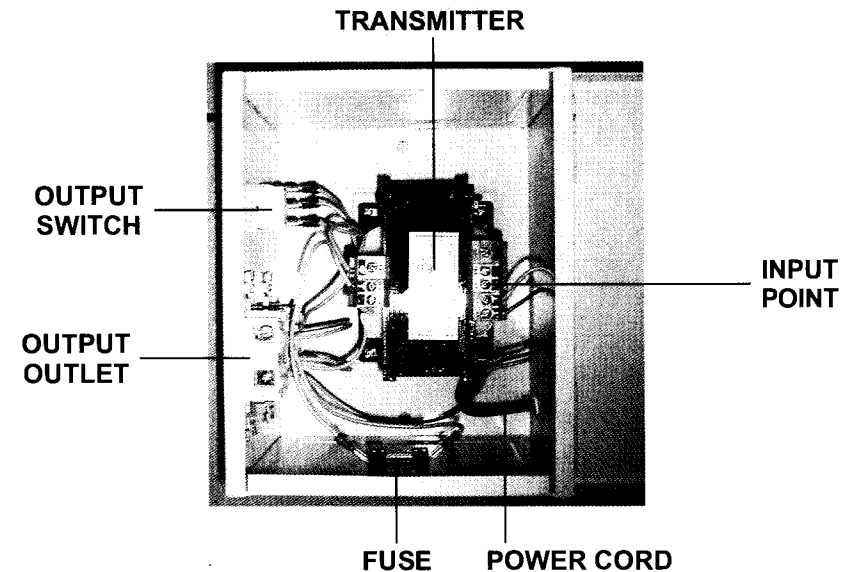 TRANSMITTER
OUTPUT
SWITCH
INPUT
POINT
OUTPUT
OUTLET
FUSE
POWER CORD